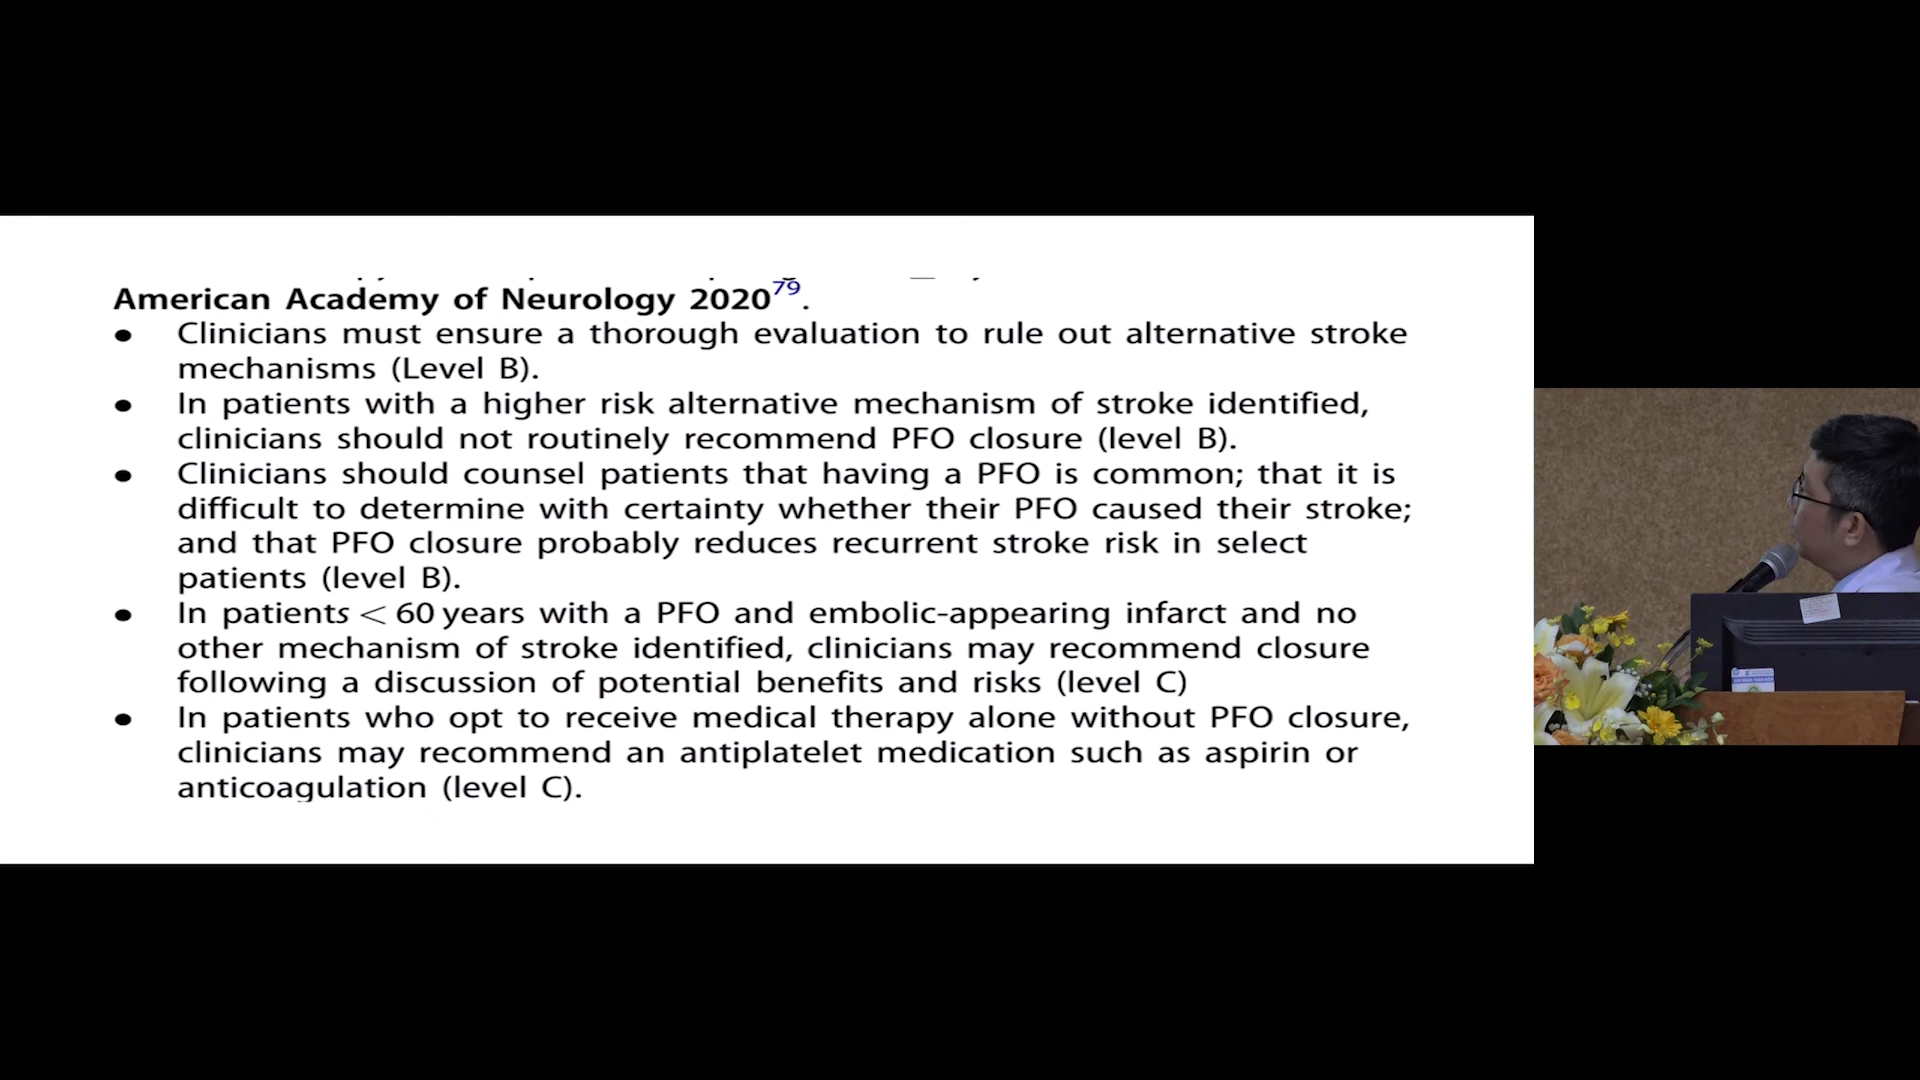 American Academy of Neurology 2020⁷⁹.
• Clinicians must ensure a thorough evaluation to rule out alternative stroke
mechanisms (Level B).
• In patients with a higher risk alternative mechanism of stroke identified,
clinicians should not routinely recommend PFO closure (level B).
• Clinicians should counsel patients that having a PFO is common; that it is
difficult to determine with certainty whether their PFO caused their stroke;
and that PFO closure probably reduces recurrent stroke risk in select
patients (level B).
• In patients < 60 years with a PFO and embolic-appearing infarct and no
other mechanism of stroke identified, clinicians may recommend closure
following a discussion of potential benefits and risks (level C)
• In patients who opt to receive medical therapy alone without PFO closure,
clinicians may recommend an antiplatelet medication such as aspirin or
anticoagulation (level C).